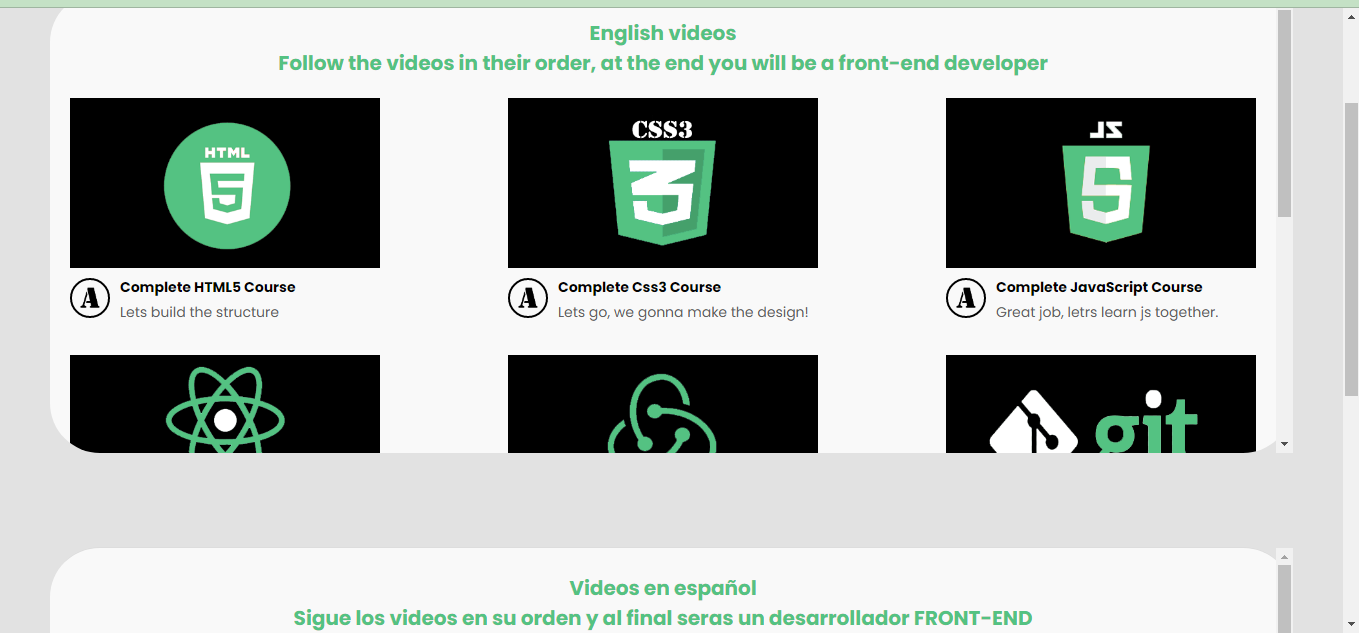 English videos
Follow the videos in their order, at the end you will be a front-end developer
HTML
5
CSS3
3
JS
5
A
Complete HTML5 Course
Lets build the structure
A
Complete Css3 Course
Lets go, we gonna make the design!
A
Complete JavaScript Course
Great job, letrs learn js together.
git
Videos en español
Sigue los videos en su orden y al final seras un desarrollador FRONT-END